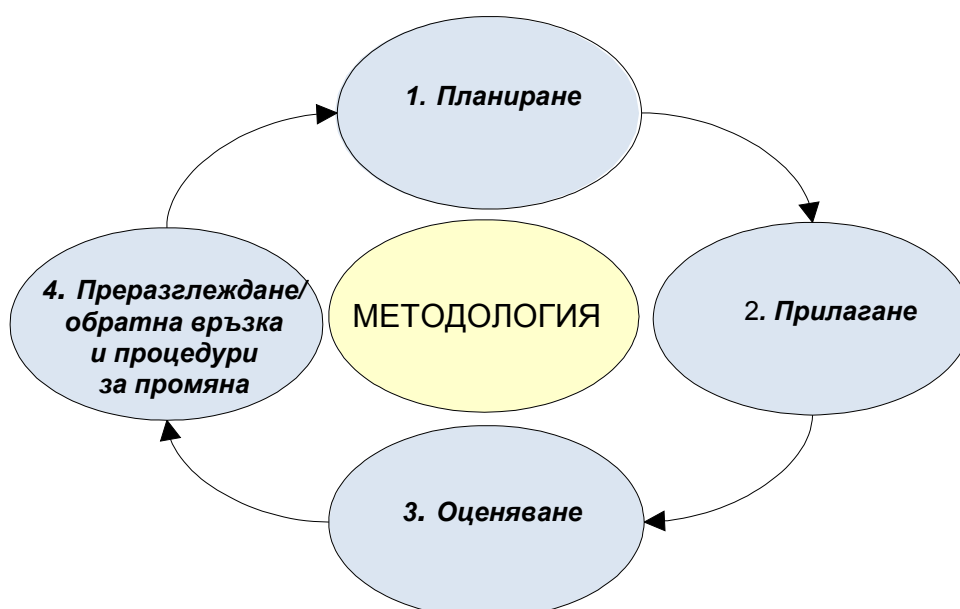 1. Планиране
2. Прилагане
3. Оценяване
4. Преразглеждане/
обратна връзка
и процедури
за промяна
МЕТОДОЛОГИЯ